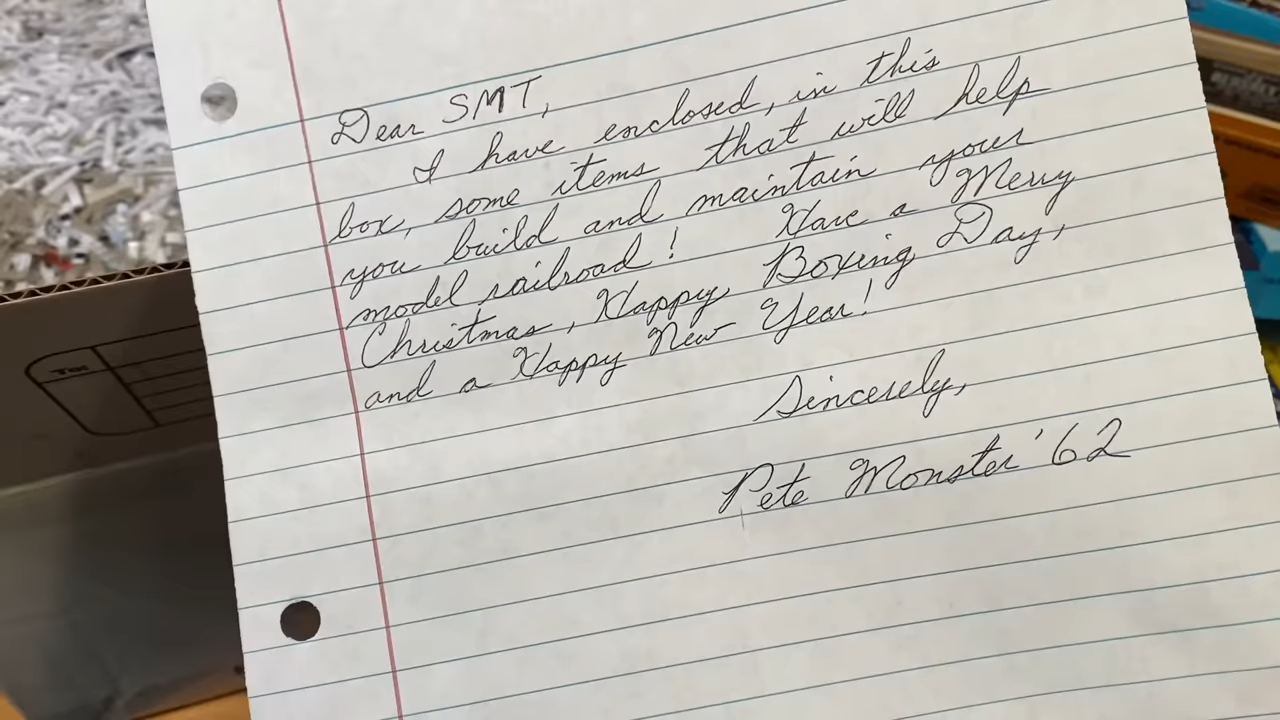 Dear SMT,
I have enclosed, in this
box, some items that will help
you build and maintain your
model railroad! Have a Merry
Christmas, Happy Boxing Day,
and a Happy New Year!
Sincerely,
Pete Monster '62
To: